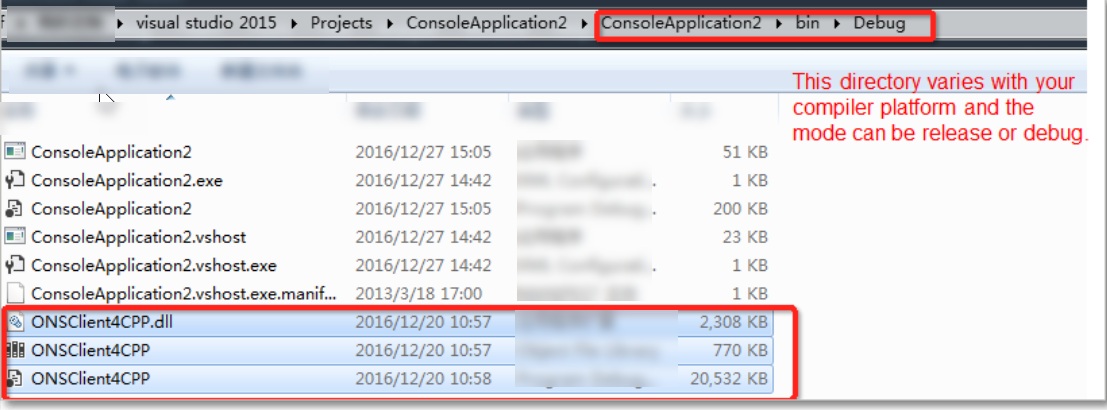 visual studio 2015 ▸ Projects ▸ ConsoleApplication2 ▸ ConsoleApplication2 ▸ bin ▸ Debug
This directory varies with your
compiler platform and the
mode can be release or debug.
ConsoleApplication2 2016/12/27 15:05 51 KB
ConsoleApplication2.exe 2016/12/27 14:42 1 KB
ConsoleApplication2 2016/12/27 15:05 200 KB
ConsoleApplication2.vshost 2016/12/27 14:42 23 KB
ConsoleApplication2.vshost.exe 2016/12/27 14:42 1 KB
ConsoleApplication2.vshost.exe.manif... 2013/3/18 17:00 1 KB
ONSClient4CPP.dll 2016/12/20 10:57 2,308 KB
ONSClient4CPP 2016/12/20 10:57 770 KB
ONSClient4CPP 2016/12/20 10:58 20,532 KB